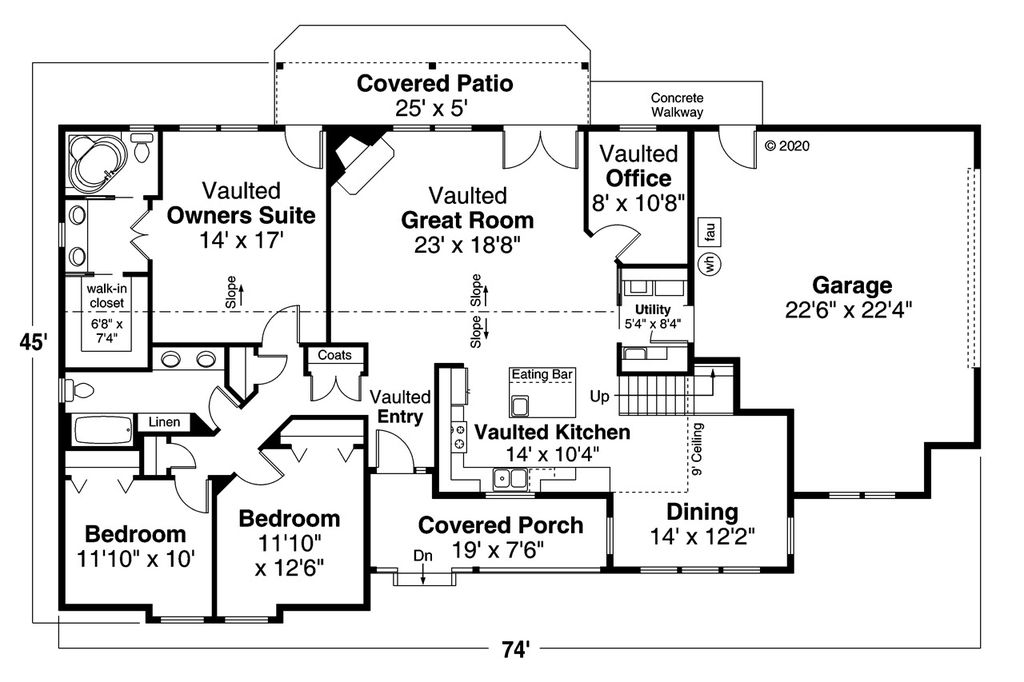 Covered Patio
25' x 5'
Concrete
Walkway
© 2020
Vaulted
Owners Suite
14' x 17'
Vaulted
Great Room
23' x 18'8"
Vaulted
Office
8' x 10'8"
fau
wh
Garage
22'6" x 22'4"
walk-in
closet
6'8" x
7'4"
Slope
Slope
Slope
Utility
5'4" x 8'4"
45'
Coats
Linen
Vaulted
Entry
Eating Bar
Up
Vaulted Kitchen
14' x 10'4"
9' Ceiling
Bedroom
11'10" x 10'
Bedroom
11'10"
x 12'6"
Covered Porch
19' x 7'6"
Dn
Dining
14' x 12'2"
74'